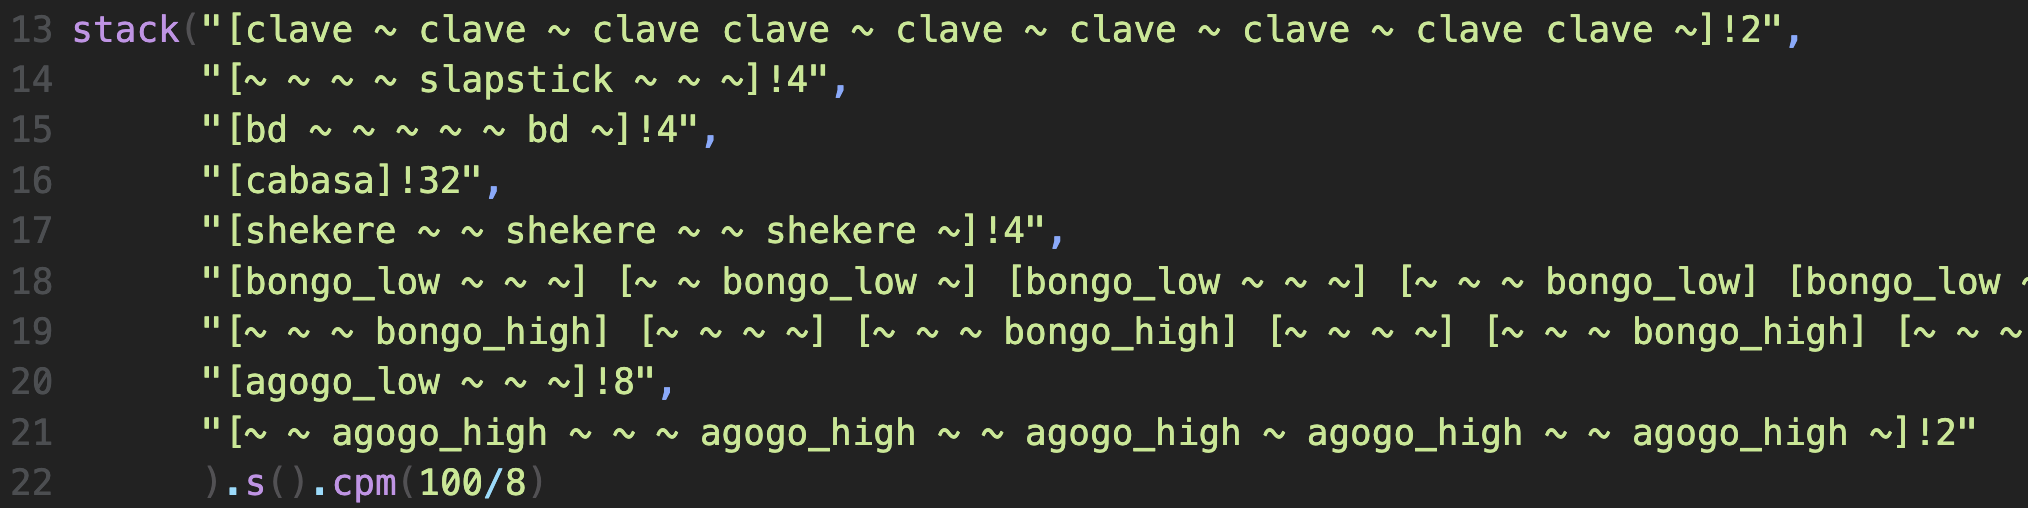 13 stack("[clave ~ clave ~ clave clave ~ clave ~ clave ~ clave ~ clave clave ~]!2",
14 "[~ ~ ~ ~ slapstick ~ ~ ~]!4",
15 "[bd ~ ~ ~ ~ ~ bd ~]!4",
16 "[cabasa]!32",
17 "[shekere ~ ~ shekere ~ ~ shekere ~]!4",
18 "[bongo_low ~ ~ ~] [~ ~ bongo_low ~] [bongo_low ~ ~ ~] [~ ~ ~ bongo_low] [bongo_low ~
19 "[~ ~ ~ bongo_high] [~ ~ ~ ~] [~ ~ ~ bongo_high] [~ ~ ~ ~] [~ ~ ~ bongo_high] [~ ~ ~
20 "[agogo_low ~ ~ ~]!8",
21 "[~ ~ agogo_high ~ ~ ~ agogo_high ~ ~ agogo_high ~ agogo_high ~ ~ agogo_high ~]!2"
22 ).s().cpm(100/8)